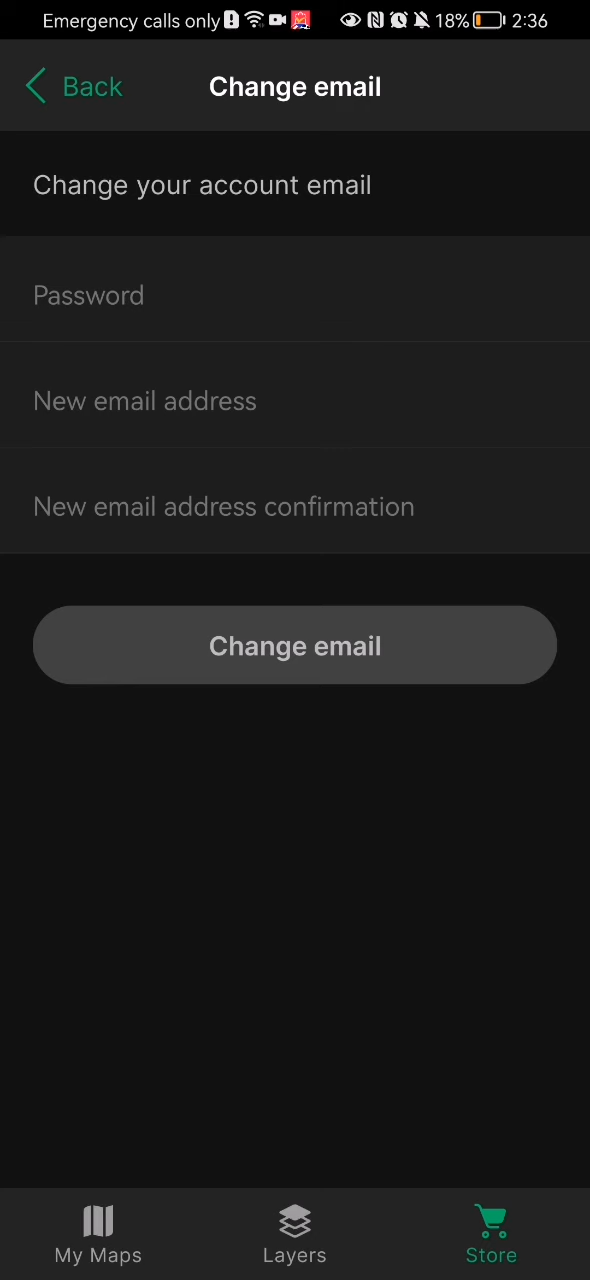 Emergency calls only 18% 2:36
Back Change email
Change your account email
Password
New email address
New email address confirmation
Change email
My Maps Layers Store